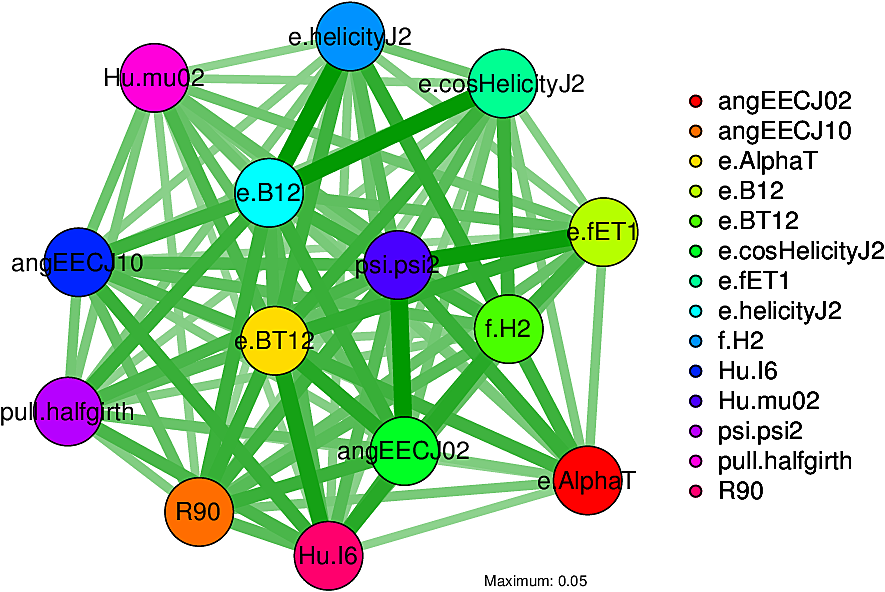 e.helicityJ2
Hu.mu02
e.cosHelicityJ2
e.B12
e.fET1
angEECJ10
psi.psi2
e.BT12
f.H2
pull.halfgirth
angEECJ02
e.AlphaT
R90
Hu.I6
Maximum: 0.05
angEECJ02
angEECJ10
e.AlphaT
e.B12
e.BT12
e.cosHelicityJ2
e.fET1
e.helicityJ2
f.H2
Hu.I6
Hu.mu02
psi.psi2
pull.halfgirth
R90